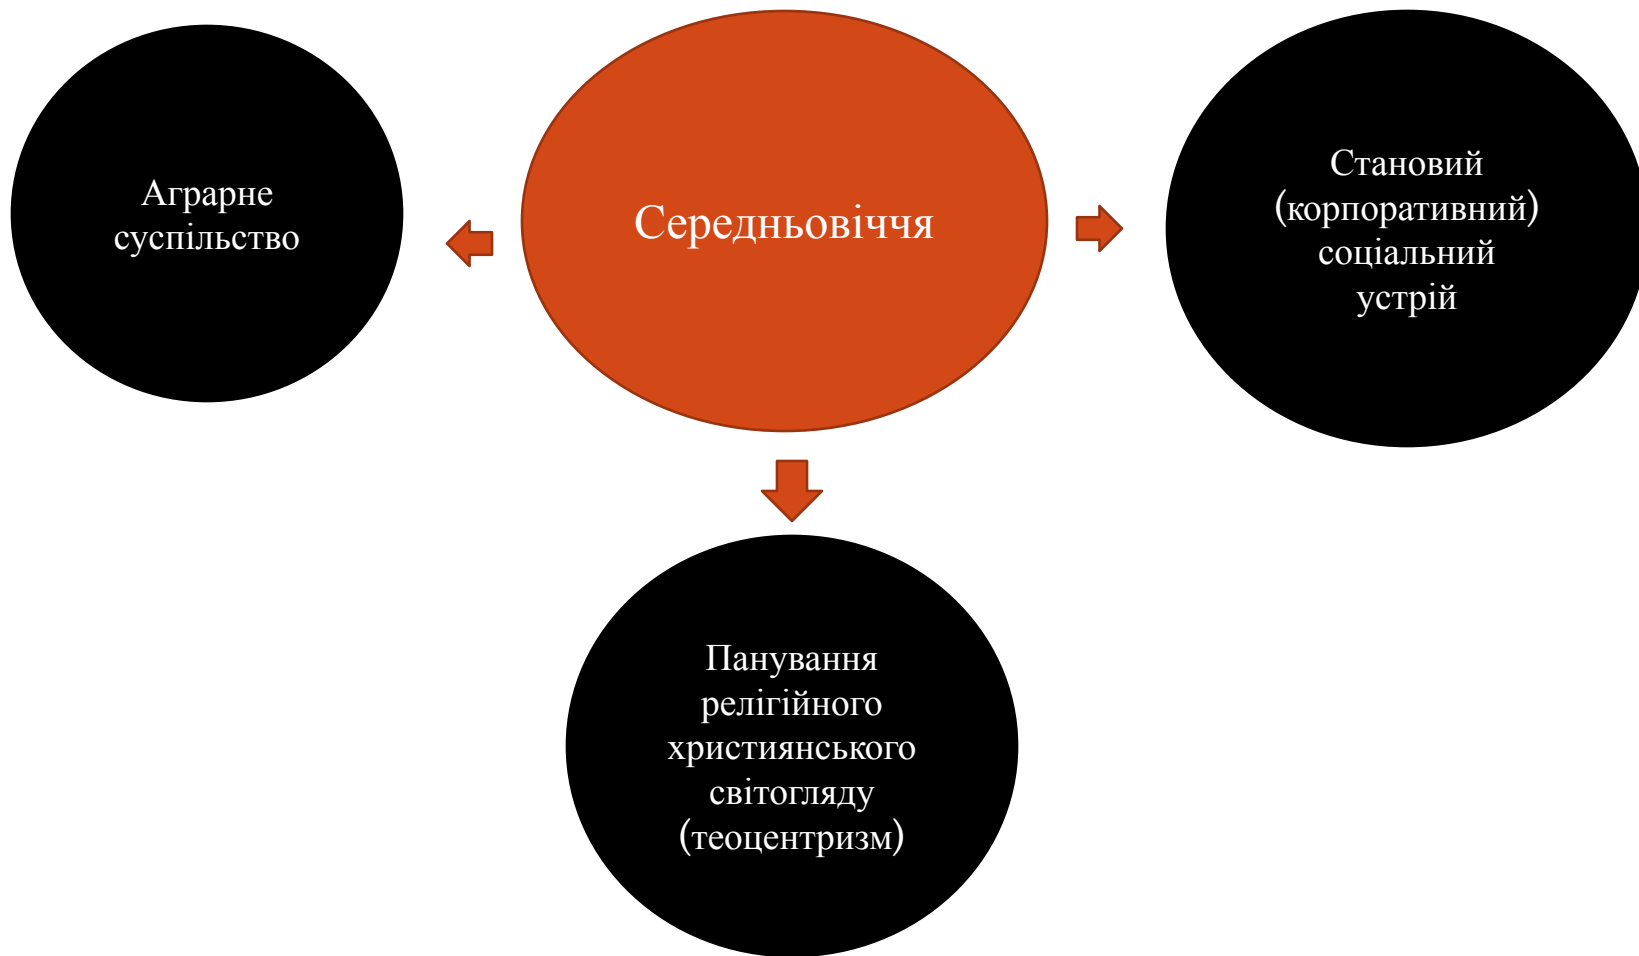 Аграрне
суспільство
Середньовіччя
Становий
(корпоративний)
соціальний
устрій
Панування
релігійного
християнського
світогляду
(теоцентризм)